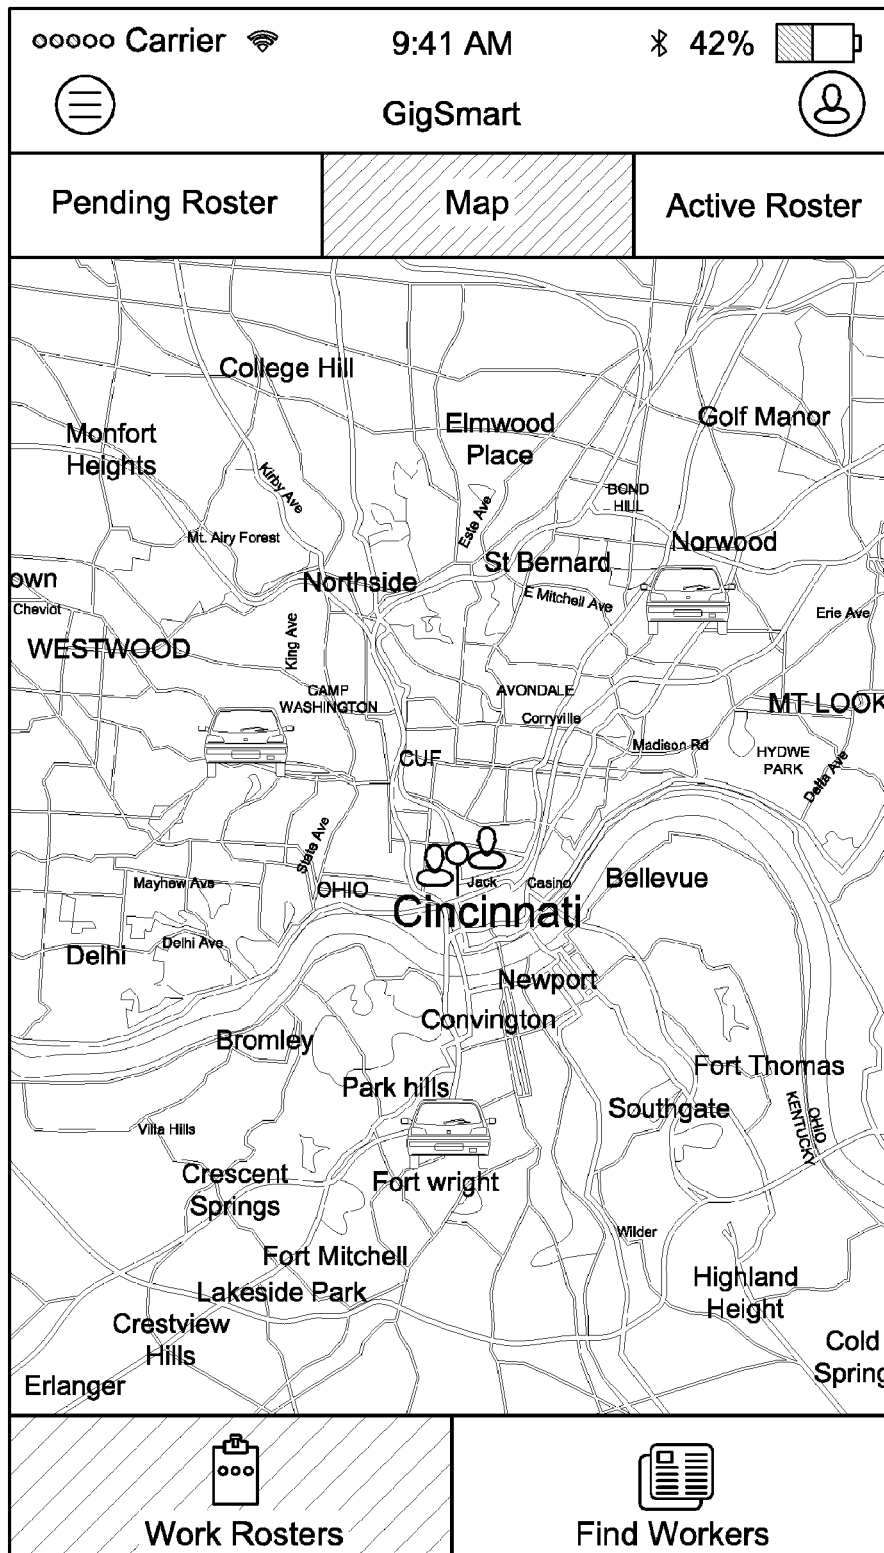 Carrier
9:41 AM
42%
GigSmart
Pending Roster
Map
Active Roster
College Hill
Monfort
Heights
Elmwood
Place
Golf Manor
Kirby Ave
Este Ave
BOND
HILL
Mt. Airy Forest
Norwood
own
Cheviot
Northside
St Bernard
E Mitchell Ave
Erie Ave
WESTWOOD
King Ave
CAMP
WASHINGTON
AVONDALE
Corryville
MT LOOK
Madison Rd
HYDWE
PARK
Delta Ave
CUF
State Ave
Mayhew Ave
OHIO
Jack
Casino
Bellevue
Cincinnati
Delhi
Delhi Ave
Newport
Convington
Bromley
Park hills
Fort Thomas
Southgate
OHIO
KENTUCKY
Villa Hills
Crescent
Springs
Fort wright
Wilder
Fort Mitchell
Lakeside Park
Highland
Height
Crestview
Hills
Cold
Spring
Erlanger
Work Rosters
Find Workers